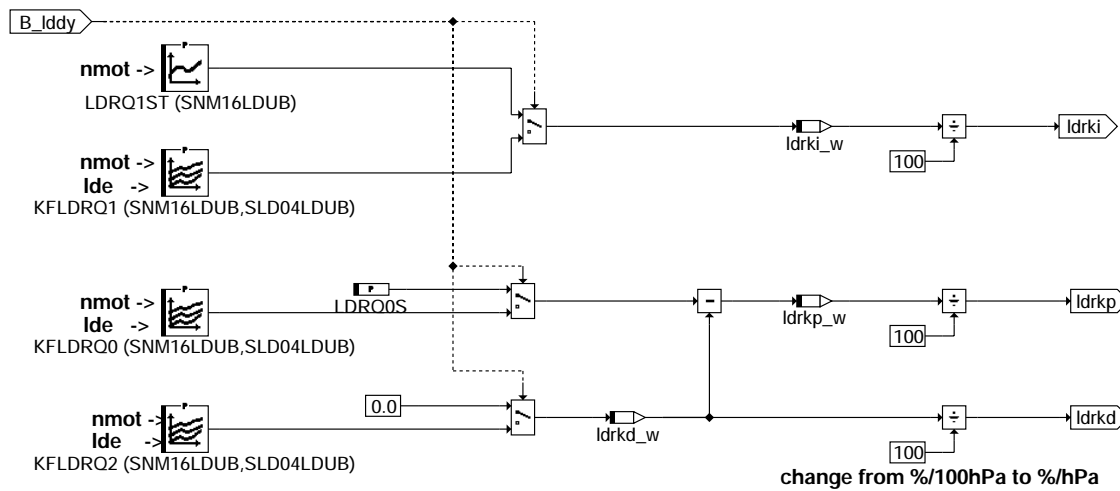 B_lddy
nmot ->
LDRQ1ST (SNM16LDUB)
nmot ->
lde ->
KFLDRQ1 (SNM16LDUB,SLD04LDUB)
ldrki_w
100
ldrki
nmot ->
lde ->
LDRQ0S
KFLDRQ0 (SNM16LDUB,SLD04LDUB)
ldrkp_w
100
ldrkp
nmot ->
lde ->
KFLDRQ2 (SNM16LDUB,SLD04LDUB)
0.0
ldrkd_w
100
ldrkd
change from %/100hPa to %/hPa